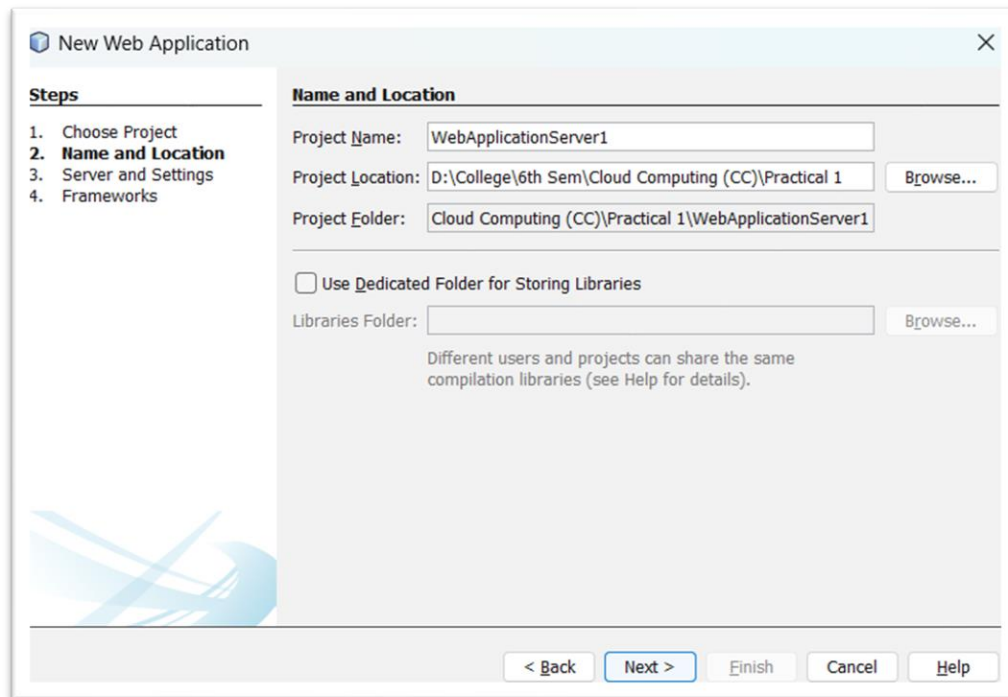 New Web Application
Steps
1. Choose Project
2. Name and Location
3. Server and Settings
4. Frameworks
Name and Location
Project Name: WebApplicationServer1
Project Location: D:\College\6th Sem\Cloud Computing (CC)\Practical 1 Browse...
Project Folder: Cloud Computing (CC)\Practical 1\WebApplicationServer1
Use Dedicated Folder for Storing Libraries
Libraries Folder: Browse...
Different users and projects can share the same
compilation libraries (see Help for details).
< Back Next > Finish Cancel Help